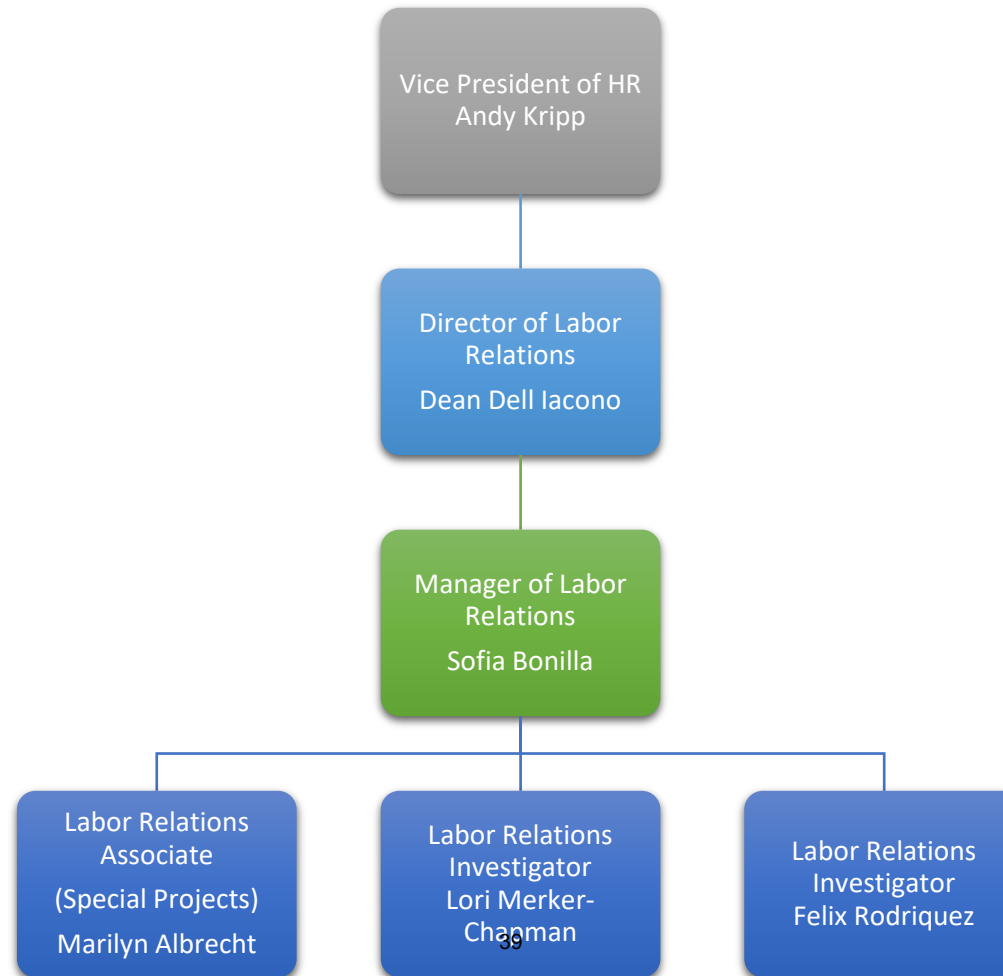 Vice President of HR
Andy Kripp
Director of Labor
Relations
Dean Dell Iacono
Manager of Labor
Relations
Sofia Bonilla
Labor Relations
Associate
(Special Projects)
Marilyn Albrecht
Labor Relations
Investigator
Lori Merker-
Chapman
Labor Relations
Investigator
Felix Rodriquez
39